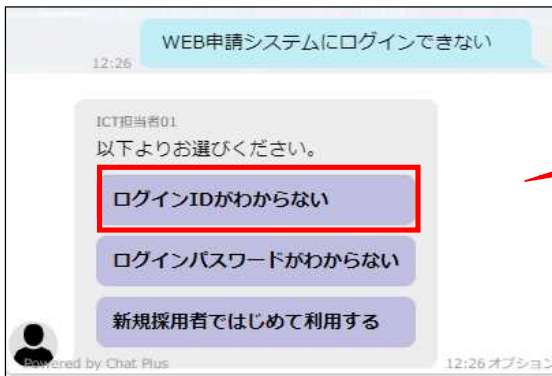 WEB申請システムにログインできない
12:26
ICT担当者01
以下よりお選びください。
ログインIDがわからない
ログインパスワードがわからない
新規採用者ではじめて利用する
Powered by Chat Plus
12:26 オプション